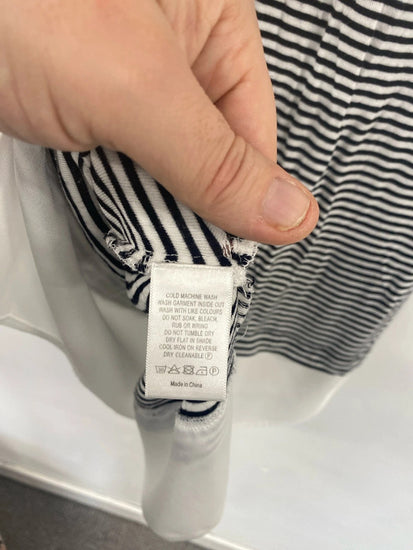 COLD MACHINE WASH
WASH GARMENT INSIDE OUT
WASH WITH LIKE COLOURS
DO NOT SOAK, BLEACH,
RUB OR WRING
DO NOT TUMBLE DRY
DRY FLAT IN SHADE
COOL IRON ON REVERSE
DRY CLEANABLE Ⓟ
Made in China